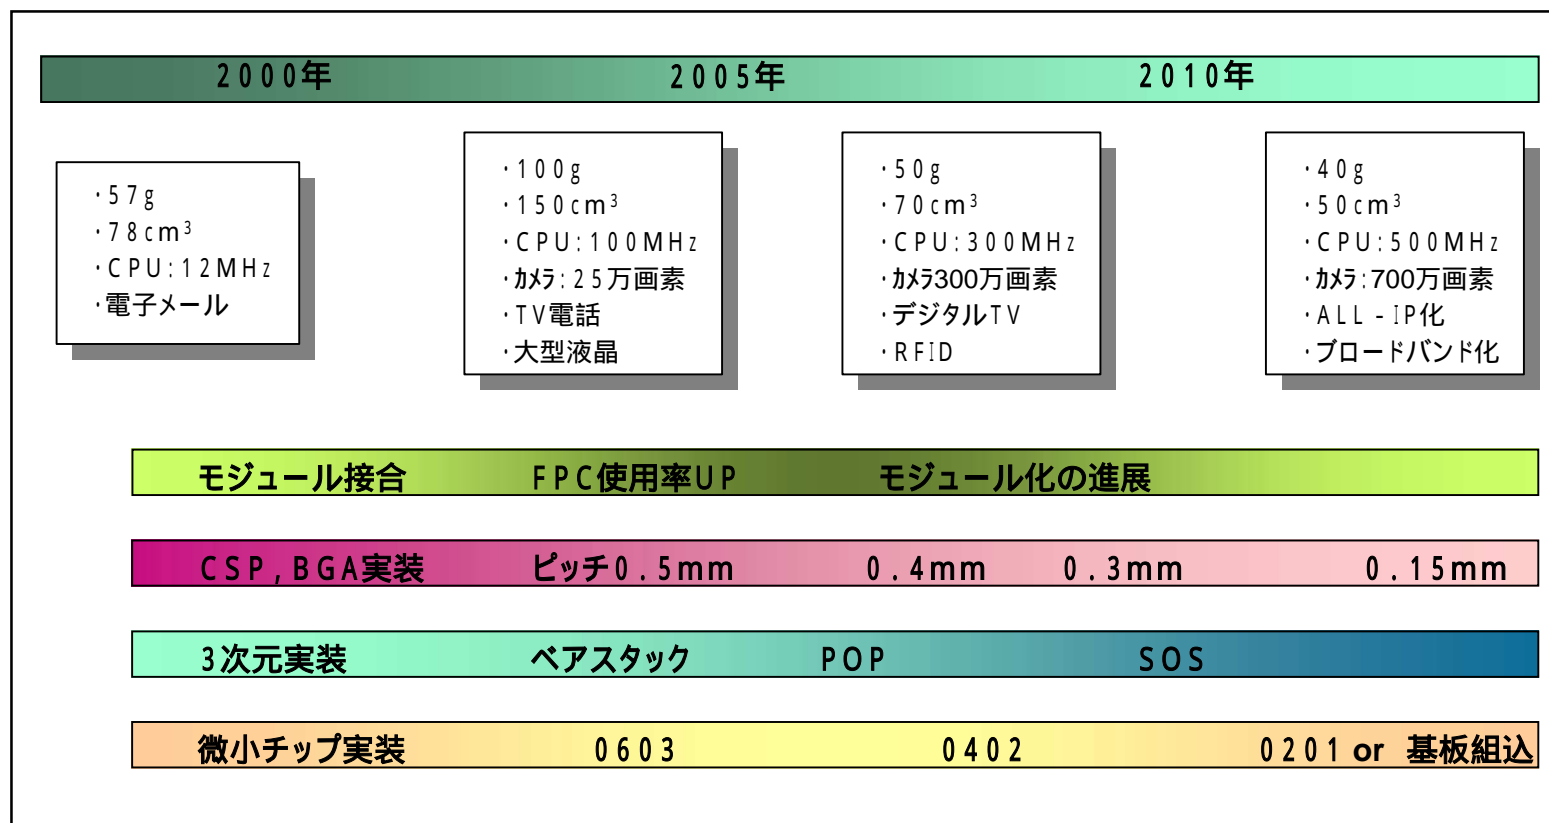 2000年 2005年 2010年
・57g
・78cm³
・CPU:12MHz
・電子メール
・100g
・150cm³
・CPU:100MHz
・カメラ:25万画素
・TV電話
・大型液晶
・50g
・70cm³
・CPU:300MHz
・カメラ300万画素
・デジタルTV
・RFID
・40g
・50cm³
・CPU:500MHz
・カメラ:700万画素
・ALL-IP化
・ブロードバンド化
モジュール接合 FPC使用率UP モジュール化の進展
CSP,BGA実装 ピッチ0.5mm 0.4mm 0.3mm 0.15mm
3次元実装 ベアスタック POP SOS
微小チップ実装 0603 0402 0201 or 基板組込